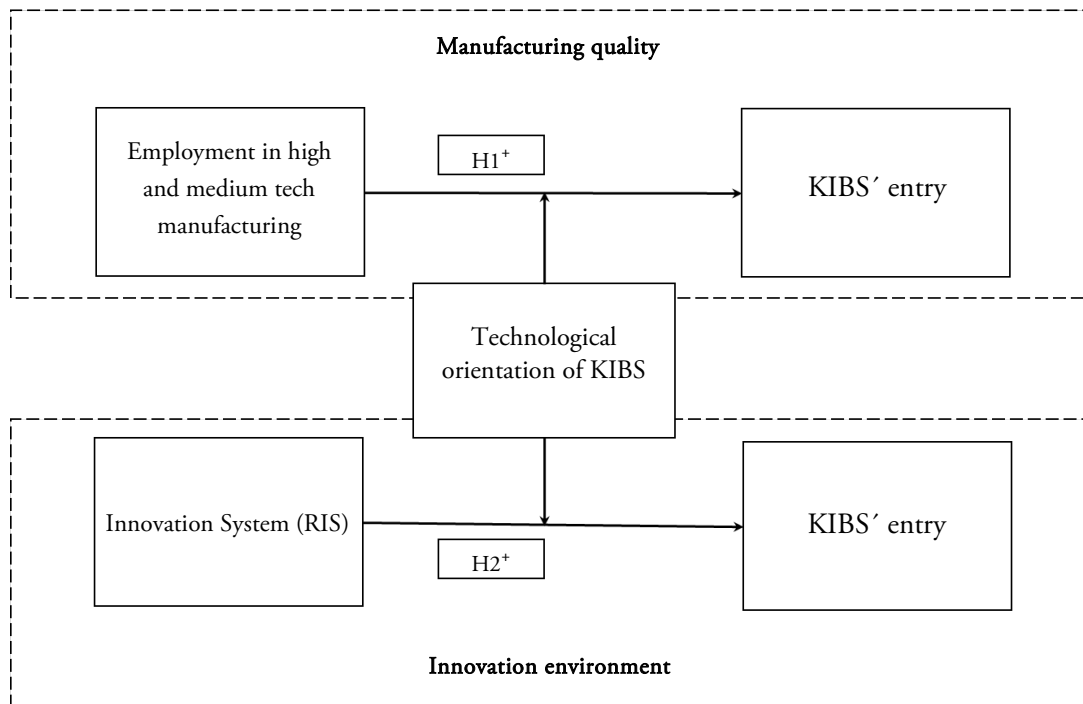 Manufacturing quality
Employment in high
and medium tech
manufacturing
H1⁺
KIBS´ entry
Technological
orientation of KIBS
Innovation System (RIS)
H2⁺
KIBS´ entry
Innovation environment